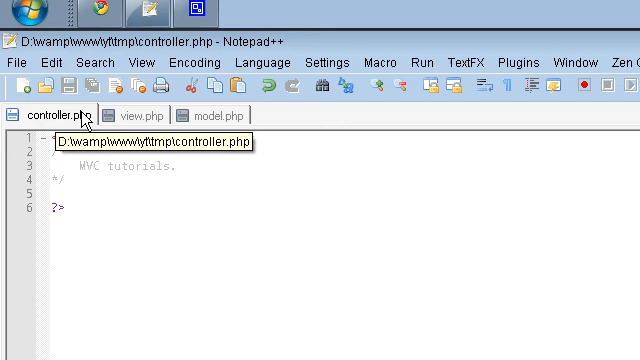 D:\wamp\www\yt\tmp\controller.php - Notepad++
File Edit Search View Encoding Language Settings Macro Run TextFX Plugins Window Zen C
controller.php view.php model.php
1
D:\wamp\www\yt\tmp\controller.php
2 /
3 MVC tutorials.
4 */
5
6 ?>